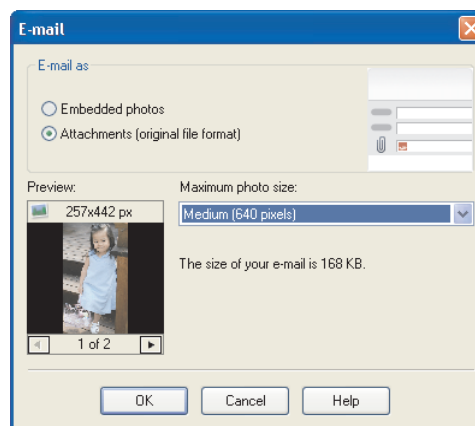 E-mail
E-mail as
Embedded photos
Attachments (original file format)
Preview:
257x442 px
1 of 2
Maximum photo size:
Medium (640 pixels)
The size of your e-mail is 168 KB.
OK
Cancel
Help